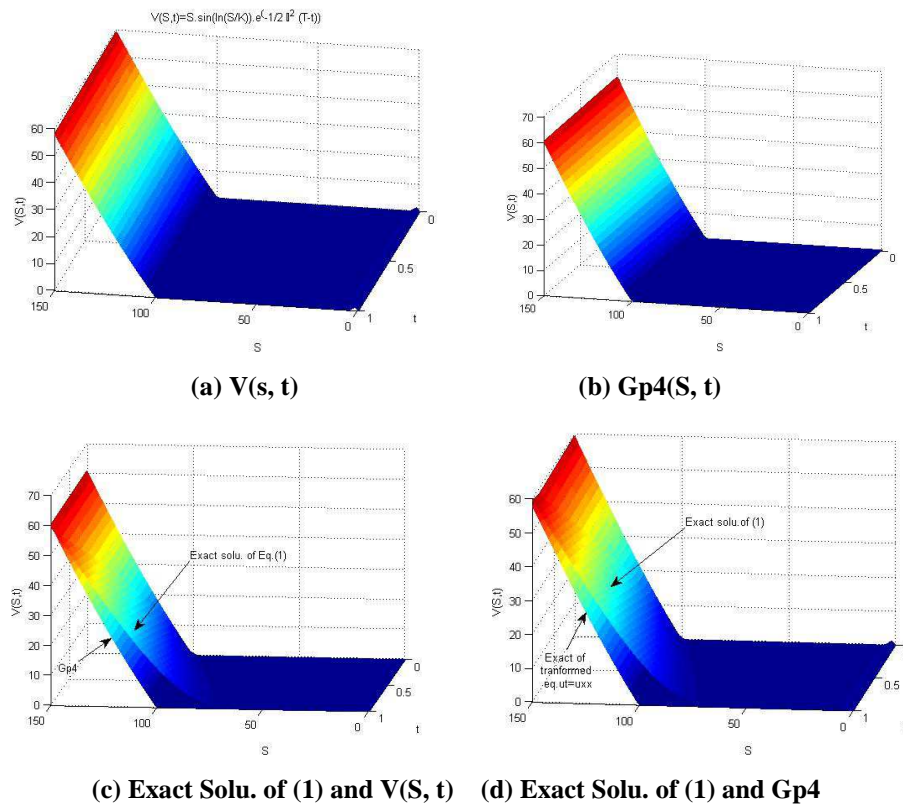 V(S,t)=S.sin(ln(S/K)).e^(-1/2 ² (T-t))
V(S,t)
60
50
40
30
20
10
0
150
100
50
0
S
0
0.5
1
t
(a) V(s, t)
V(S,t)
70
60
50
40
30
20
10
0
150
100
50
0
S
0
0.5
1
t
(b) Gp4(S, t)
V(S,t)
70
60
50
40
30
20
10
0
150
100
50
0
S
0
0.5
1
t
Exact solu. of Eq.(1)
Gp4
(c) Exact Solu. of (1) and V(S, t)
V(S,t)
60
50
40
30
20
10
0
150
100
50
0
S
0
0.5
1
t
Exact solu.of (1)
Exact of
tranformed
eq.ut=uxx
(d) Exact Solu. of (1) and Gp4